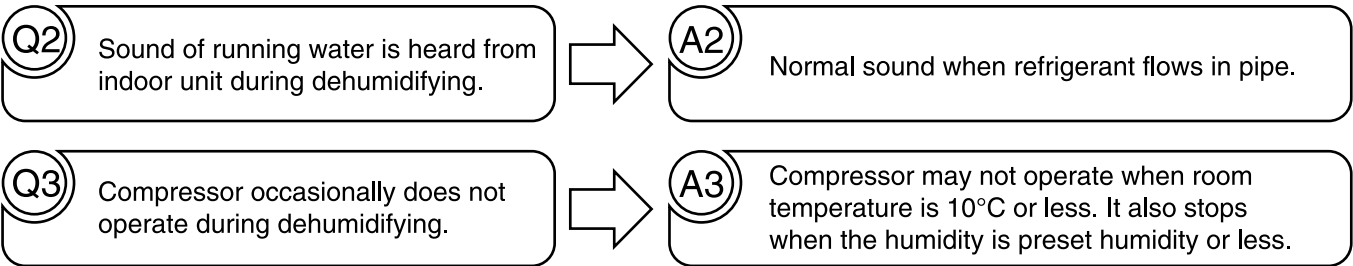 Q2
Sound of running water is heard from
indoor unit during dehumidifying.
A2
Normal sound when refrigerant flows in pipe.
Q3
Compressor occasionally does not
operate during dehumidifying.
A3
Compressor may not operate when room
temperature is 10°C or less. It also stops
when the humidity is preset humidity or less.